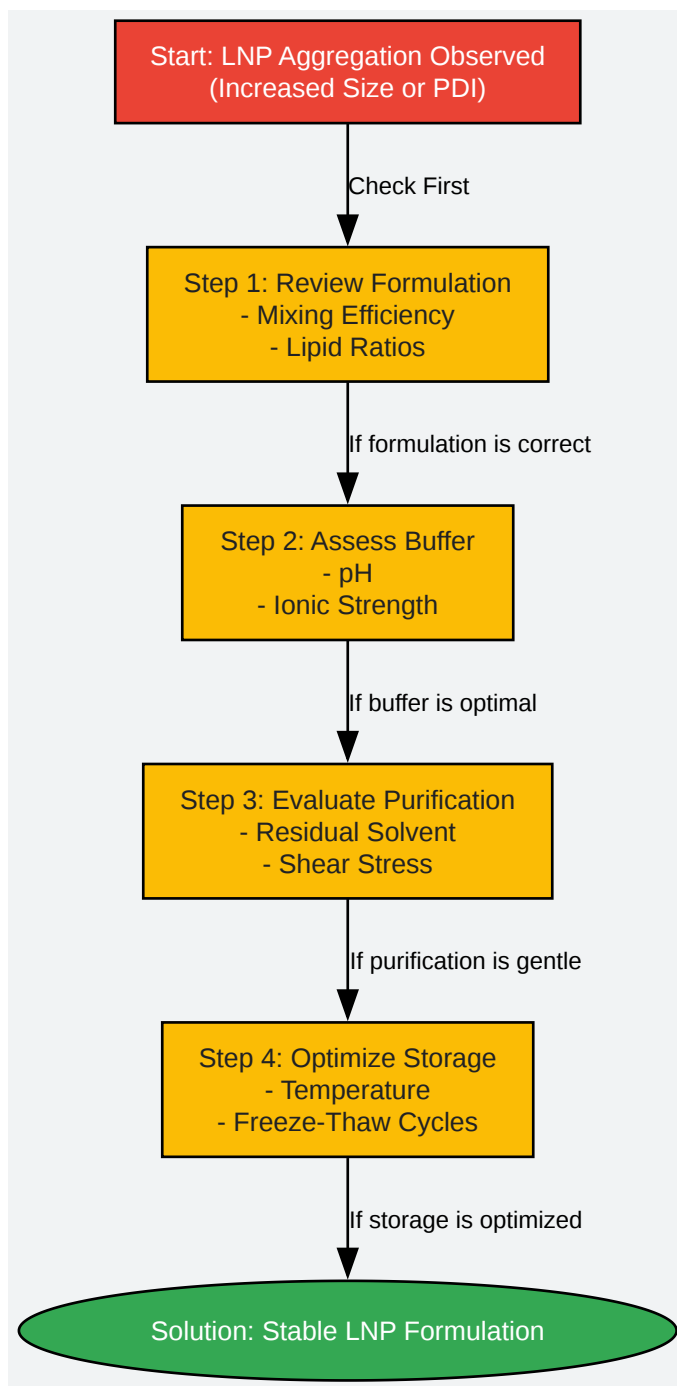 Start: LNP Aggregation Observed
(Increased Size or PDI)
Check First
Step 1: Review Formulation
- Mixing Efficiency
- Lipid Ratios
If formulation is correct
Step 2: Assess Buffer
- pH
- Ionic Strength
If buffer is optimal
Step 3: Evaluate Purification
- Residual Solvent
- Shear Stress
If purification is gentle
Step 4: Optimize Storage
- Temperature
- Freeze-Thaw Cycles
If storage is optimized
Solution: Stable LNP Formulation